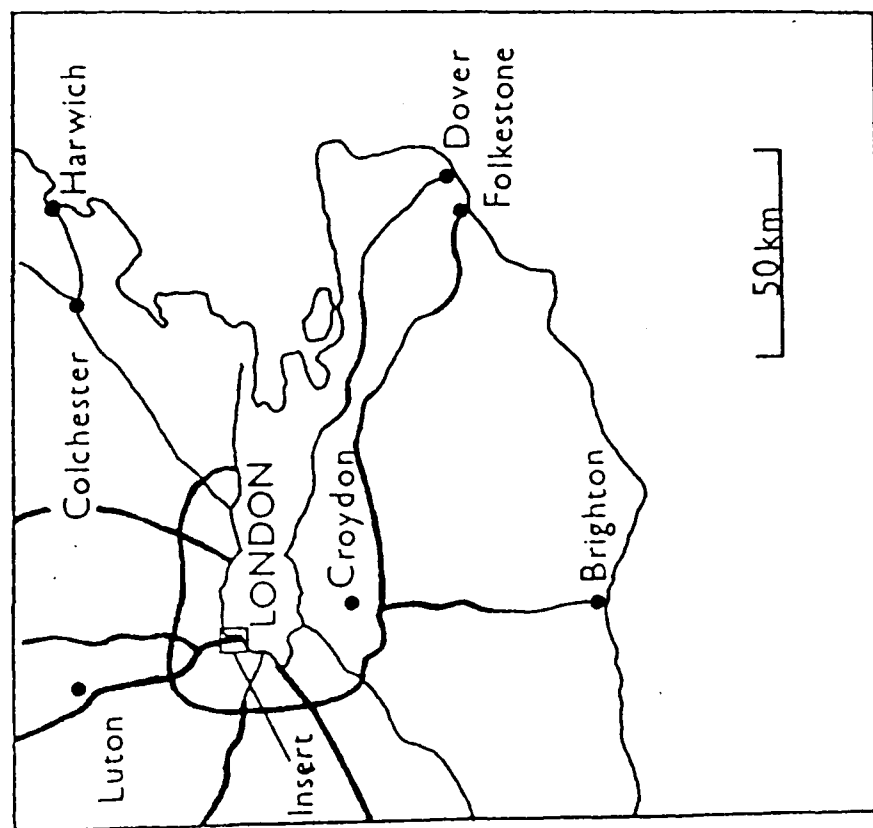 Harwich
Colchester
Luton
LONDON
Insert
Croydon
Dover
Folkestone
Brighton
50 km